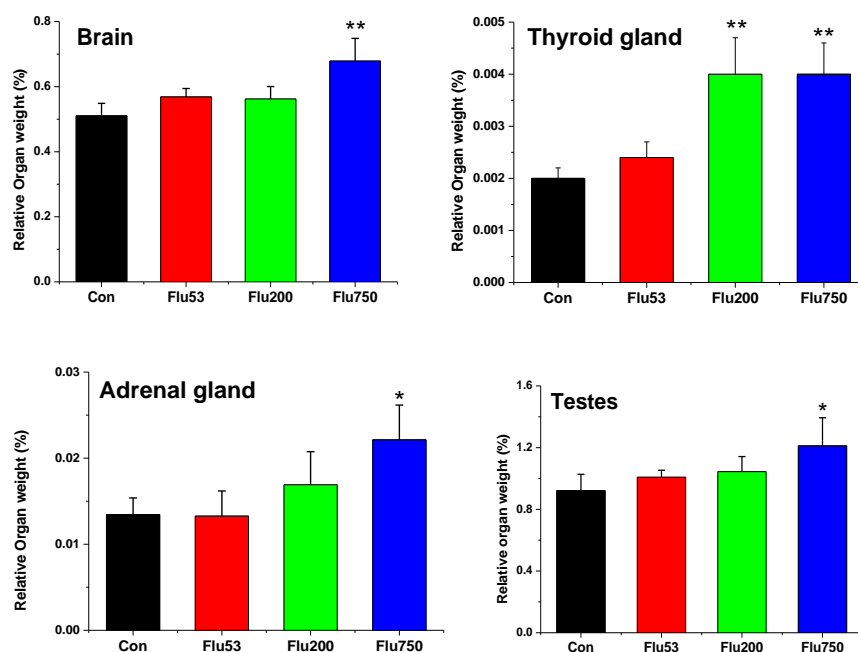 Brain
**
Relative Organ weight (%)
0.8
0.6
0.4
0.2
0.0
Con Flu53 Flu200 Flu750
Thyroid gland
** **
Relative Organ weight (%)
0.005
0.004
0.003
0.002
0.001
0.000
Con Flu53 Flu200 Flu750
Adrenal gland
*
Relative Organ weight (%)
0.03
0.02
0.01
0.00
Con Flu53 Flu200 Flu750
Testes
*
Relative organ weight (%)
1.6
1.2
0.8
0.4
0.0
Con Flu53 Flu200 Flu750